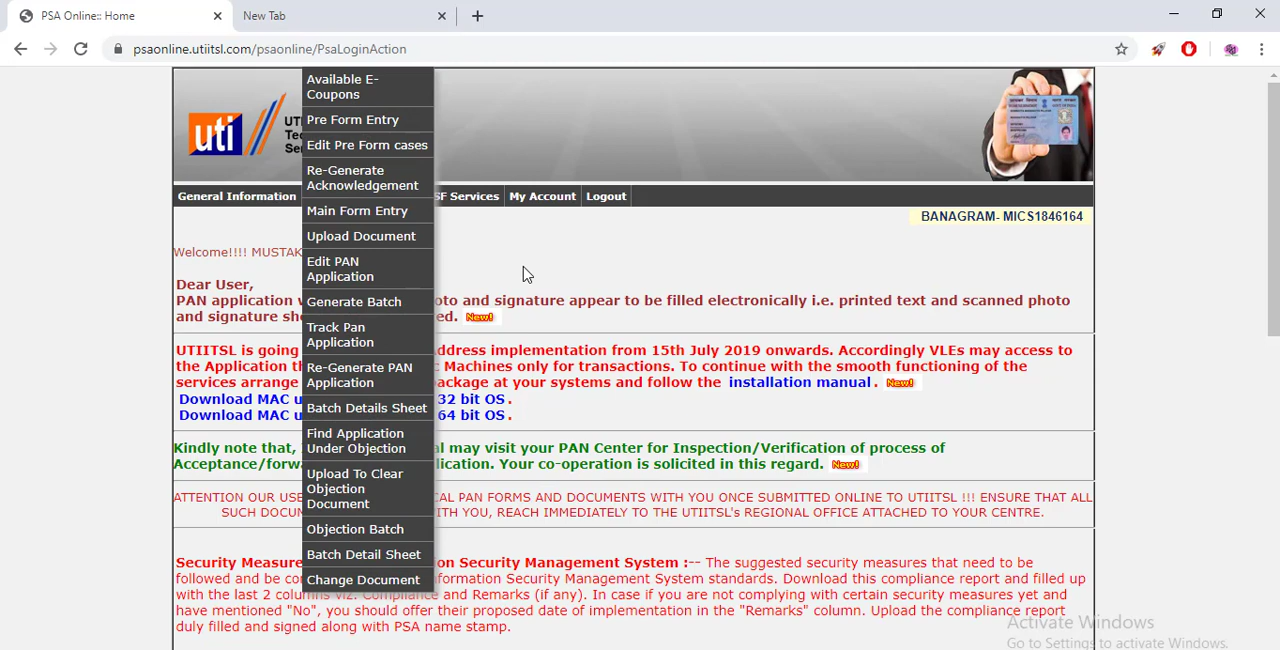 PSA Online:: Home
New Tab
psaonline.utiitsl.com/psaonline/PsaLoginAction
uti
UTI
Tec
Ser
General Information
SF Services
My Account
Logout
BANAGRAM- MICS1846164
Available E-
Coupons
Pre Form Entry
Edit Pre Form cases
Re-Generate
Acknowledgement
Main Form Entry
Upload Document
Edit PAN
Application
Generate Batch
Track Pan
Application
Re-Generate PAN
Application
Batch Details Sheet
Find Application
Under Objection
Upload To Clear
Objection
Document
Objection Batch
Batch Detail Sheet
Change Document
Welcome!!!! MUSTAK
Dear User,
PAN application oto and signature appear to be filled electronically i.e. printed text and scanned photo
and signature sh ed. New!
UTIITSL is going ddress implementation from 15th July 2019 onwards. Accordingly VLEs may access to
the Application th Machines only for transactions. To continue with the smooth functioning of the
services arrange ackage at your systems and follow the installation manual. New!
Download MAC u 32 bit OS.
Download MAC u 64 bit OS.
Kindly note that, l may visit your PAN Center for Inspection/Verification of process of
Acceptance/forwa lication. Your co-operation is solicited in this regard. New!
ATTENTION OUR USE CAL PAN FORMS AND DOCUMENTS WITH YOU ONCE SUBMITTED ONLINE TO UTIITSL !!! ENSURE THAT ALL
SUCH DOCUM ITH YOU, REACH IMMEDIATELY TO THE UTIITSL's REGIONAL OFFICE ATTACHED TO YOUR CENTRE.
Security Measure on Security Management System :-- The suggested security measures that need to be
followed and be co formation Security Management System standards. Download this compliance report and filled up
with the last 2 columns viz. Compliance and Remarks (if any). In case if you are not complying with certain security measures yet and
have mentioned "No", you should offer their proposed date of implementation in the "Remarks" column. Upload the compliance report
duly filled and signed along with PSA name stamp.
Activate Windows
Go to Settings to activate Windows.